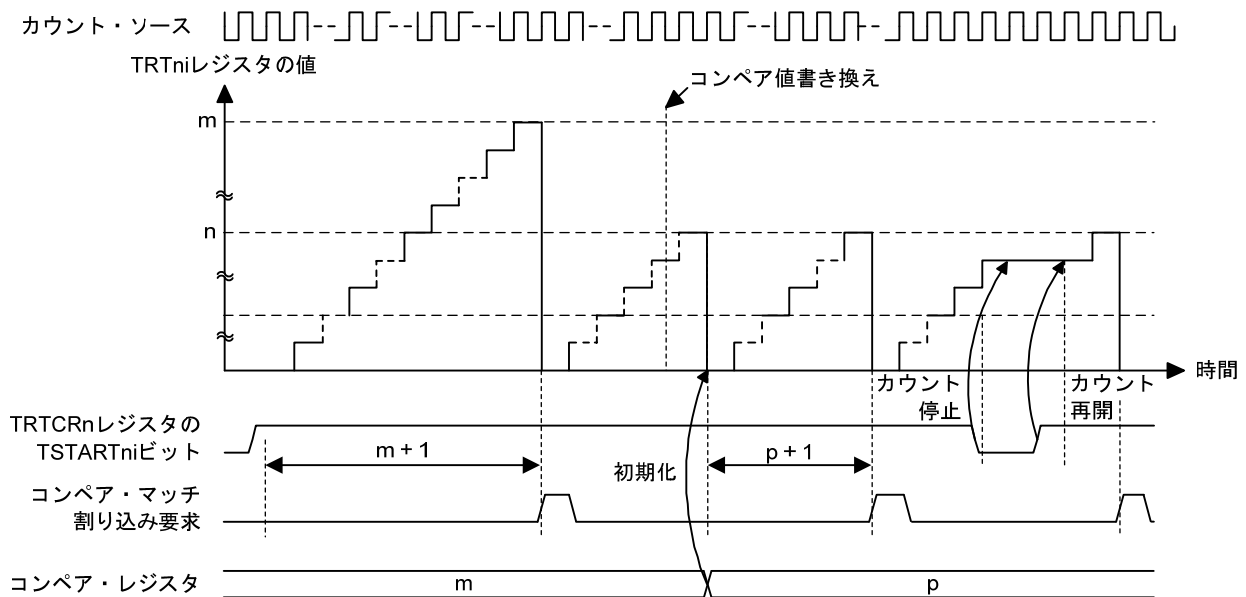 カウント・ソース
TRTniレジスタの値
コンペア値書き換え
m
n
時間
カウント
停止
カウント
再開
TRTCRnレジスタの
TSTARTniビット
m + 1
初期化
p + 1
コンペア・マッチ
割り込み要求
コンペア・レジスタ
m
p